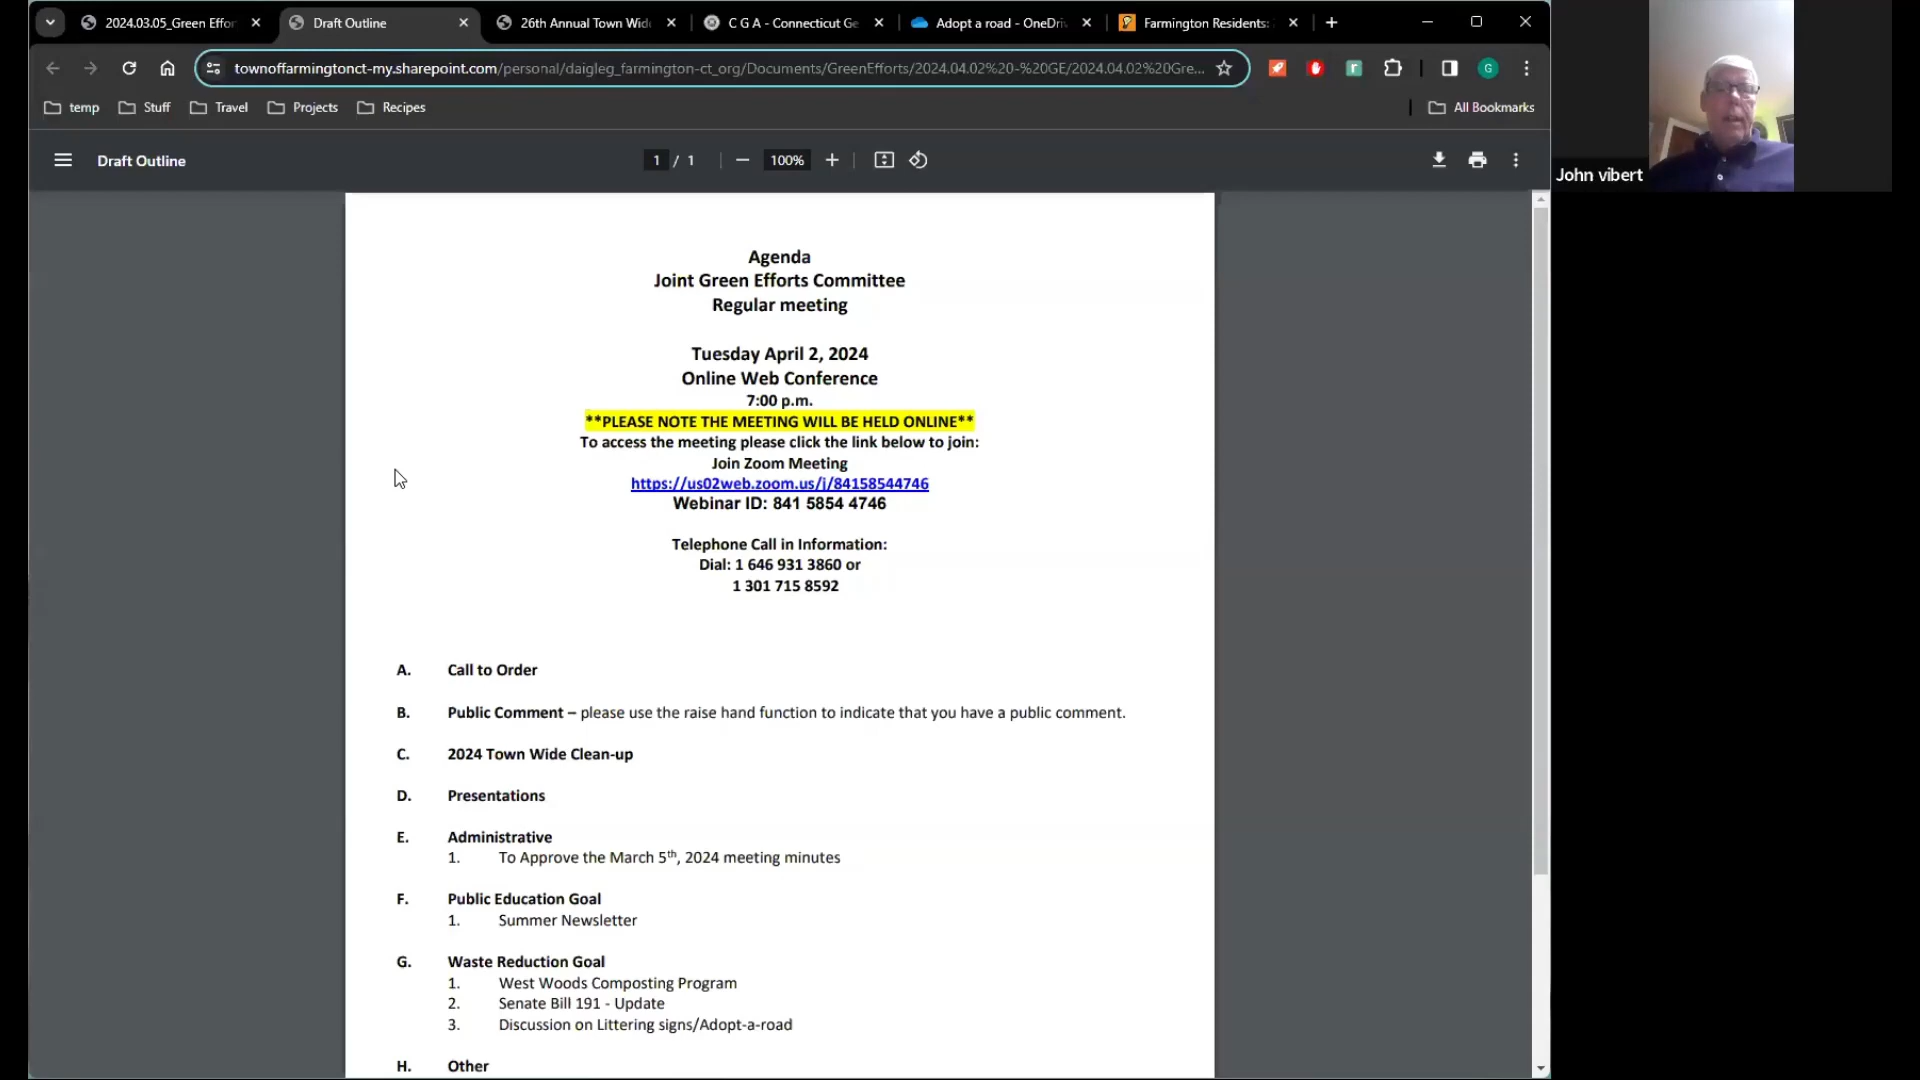 2024.03.05_Green Effor
Draft Outline
26th Annual Town Wide
C G A - Connecticut Ge
Adopt a road - OneDriv
Farmington Residents:
townoffarmingtonct-my.sharepoint.com/personal/daigleg_farmington-ct_org/Documents/GreenEfforts/2024.04.02%20-%20GE/2024.04.02%20Gre...
G
temp
Stuff
Travel
Projects
Recipes
All Bookmarks
Draft Outline
1 / 1
100%
John vibert
Agenda
Joint Green Efforts Committee
Regular meeting
Tuesday April 2, 2024
Online Web Conference
7:00 p.m.
**PLEASE NOTE THE MEETING WILL BE HELD ONLINE**
To access the meeting please click the link below to join:
Join Zoom Meeting
https://us02web.zoom.us/j/84158544746
Webinar ID: 841 5854 4746
Telephone Call in Information:
Dial: 1 646 931 3860 or
1 301 715 8592
A. Call to Order
B. Public Comment – please use the raise hand function to indicate that you have a public comment.
C. 2024 Town Wide Clean-up
D. Presentations
E. Administrative
1. To Approve the March 5th, 2024 meeting minutes
F. Public Education Goal
1. Summer Newsletter
G. Waste Reduction Goal
1. West Woods Composting Program
2. Senate Bill 191 - Update
3. Discussion on Littering signs/Adopt-a-road
H. Other